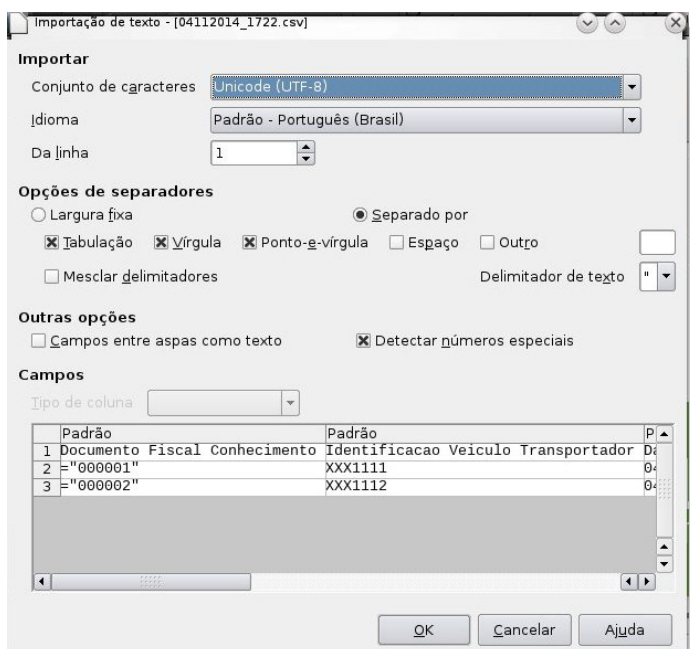 Importação de texto - [04112014_1722.csv]
Importar
Conjunto de caracteres Unicode (UTF-8)
Idioma Padrão - Português (Brasil)
Da linha 1
Opções de separadores
Largura fixa Separado por
Tabulação Vírgula Ponto-e-vírgula Espaço Outro
Mesclar delimitadores Delimitador de texto "
Outras opções
Campos entre aspas como texto Detectar números especiais
Campos
Tipo de coluna
Padrão Padrão P
1 Documento Fiscal Conhecimento Identificacao Veiculo Transportador Da
2 ="000001" XXX1111 04
3 ="000002" XXX1112 04
OK Cancelar Ajuda